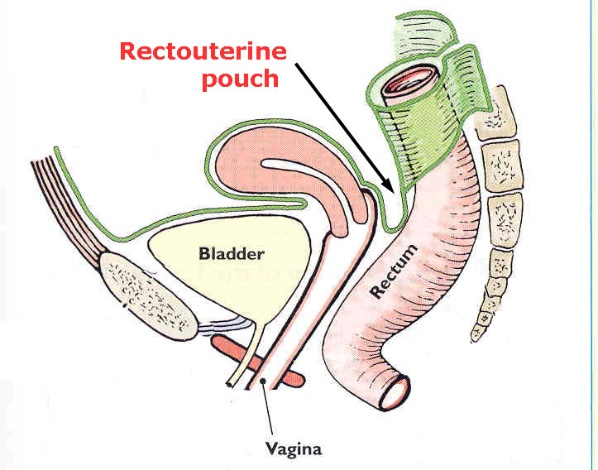 Rectouterine
pouch
Bladder
Rectum
Vagina